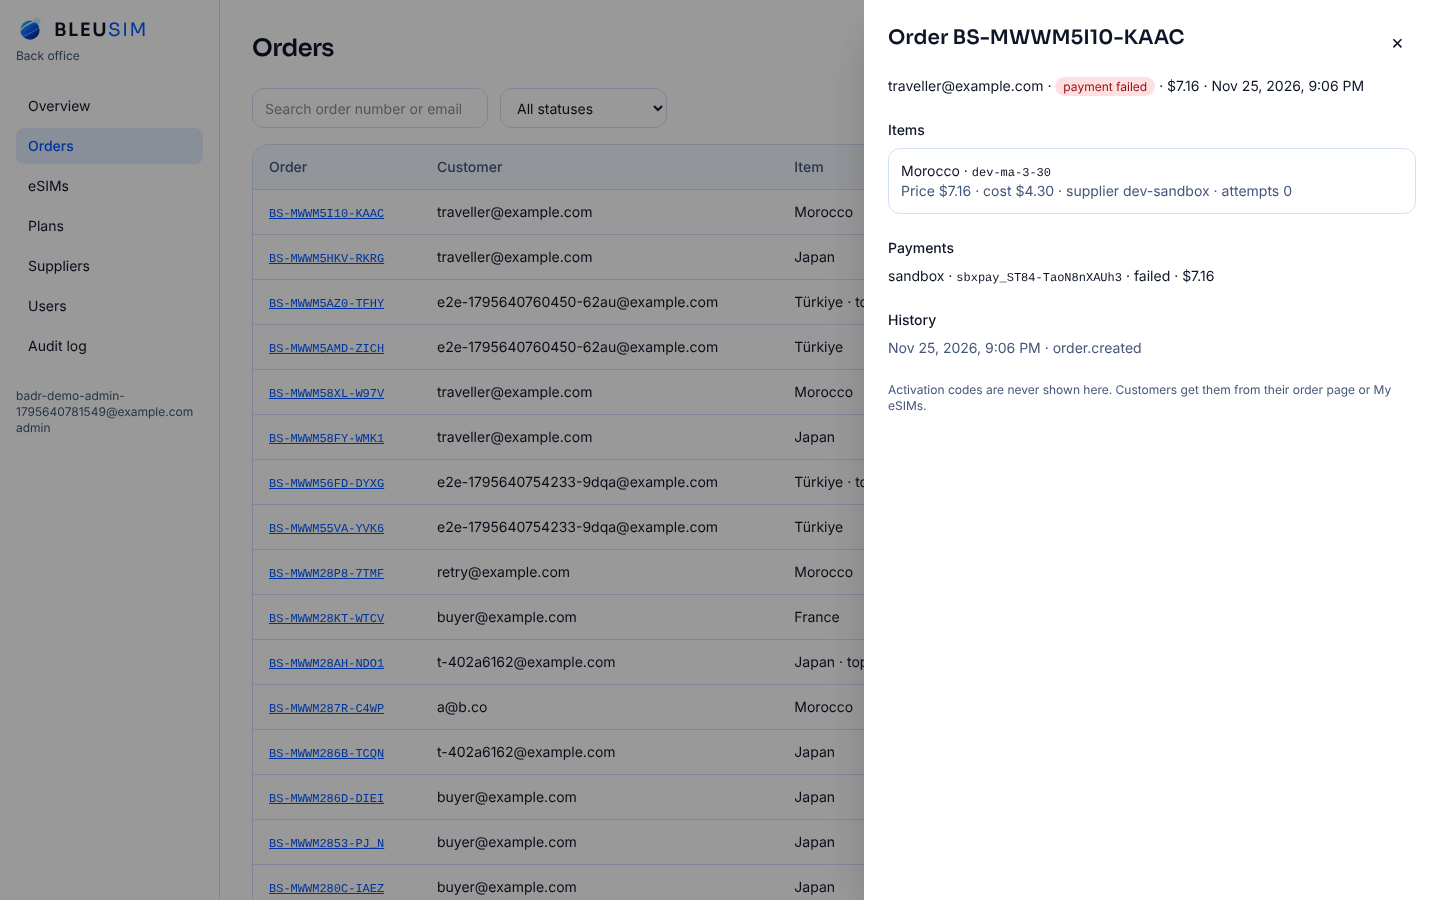 BLEUSIM
Back office
Overview
Orders
eSIMs
Plans
Suppliers
Users
Audit log
badr-demo-admin-
1795640781549@example.com
admin
Orders
Search order number or email
All statuses
Order Customer Item
BS-MWWM5I10-KAAC traveller@example.com Morocco
BS-MWWM5HKV-RKRG traveller@example.com Japan
BS-MWWM5AZ0-TFHY e2e-1795640760450-62au@example.com Türkiye · to
BS-MWWM5AMD-ZICH e2e-1795640760450-62au@example.com Türkiye
BS-MWWM58XL-W97V traveller@example.com Morocco
BS-MWWM58FY-WMK1 traveller@example.com Japan
BS-MWWM56FD-DYXG e2e-1795640754233-9dqa@example.com Türkiye · to
BS-MWWM55VA-YVK6 e2e-1795640754233-9dqa@example.com Türkiye
BS-MWWM28P8-7TMF retry@example.com Morocco
BS-MWWM28KT-WTCV buyer@example.com France
BS-MWWM28AH-NDO1 t-402a6162@example.com Japan · top
BS-MWWM287R-C4WP a@b.co Morocco
BS-MWWM286B-TCQN t-402a6162@example.com Japan
BS-MWWM286D-DIEI buyer@example.com Japan
BS-MWWM2853-PJ_N buyer@example.com Japan
BS-MWWM280C-IAEZ buyer@example.com Japan
Order BS-MWWM5I10-KAAC
×
traveller@example.com · payment failed · $7.16 · Nov 25, 2026, 9:06 PM
Items
Morocco · dev-ma-3-30
Price $7.16 · cost $4.30 · supplier dev-sandbox · attempts 0
Payments
sandbox · sbxpay_ST84-TaoN8nXAUh3 · failed · $7.16
History
Nov 25, 2026, 9:06 PM · order.created
Activation codes are never shown here. Customers get them from their order page or My
eSIMs.